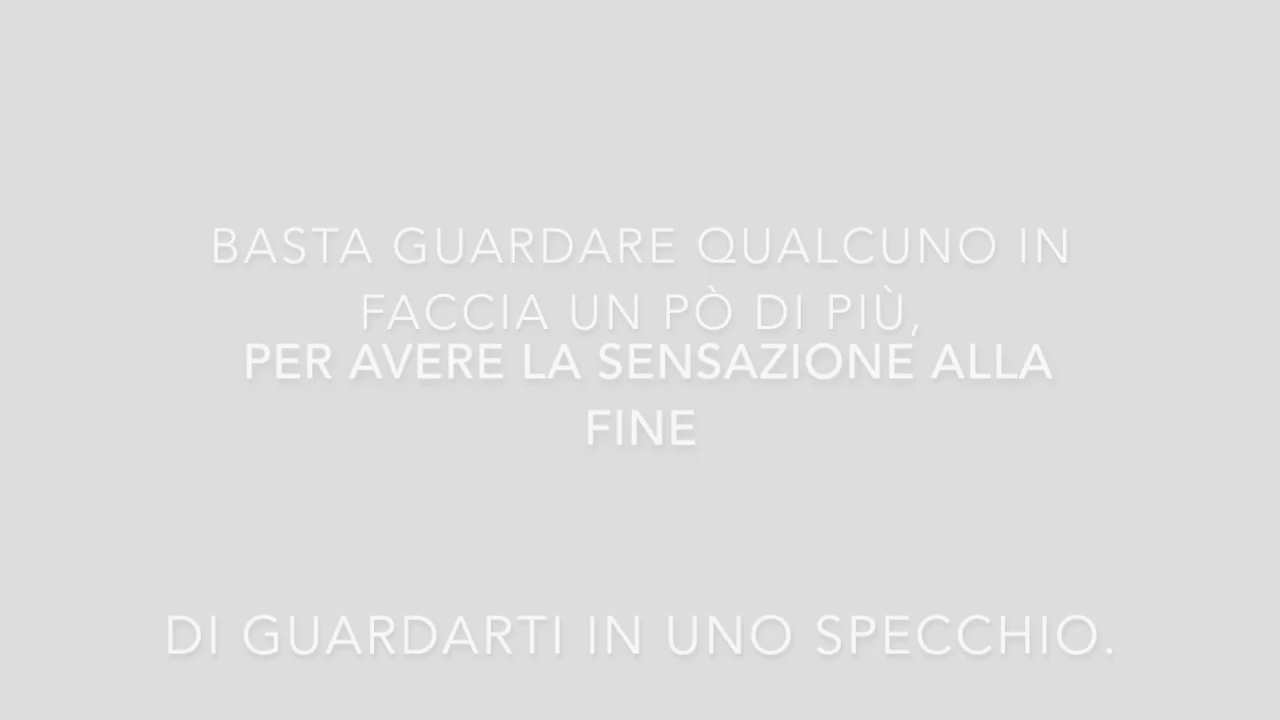 BASTA GUARDARE QUALCUNO IN
FACCIA UN PÒ DI PIÙ,
PER AVERE LA SENSAZIONE ALLA
FINE
DI GUARDARTI IN UNO SPECCHIO.